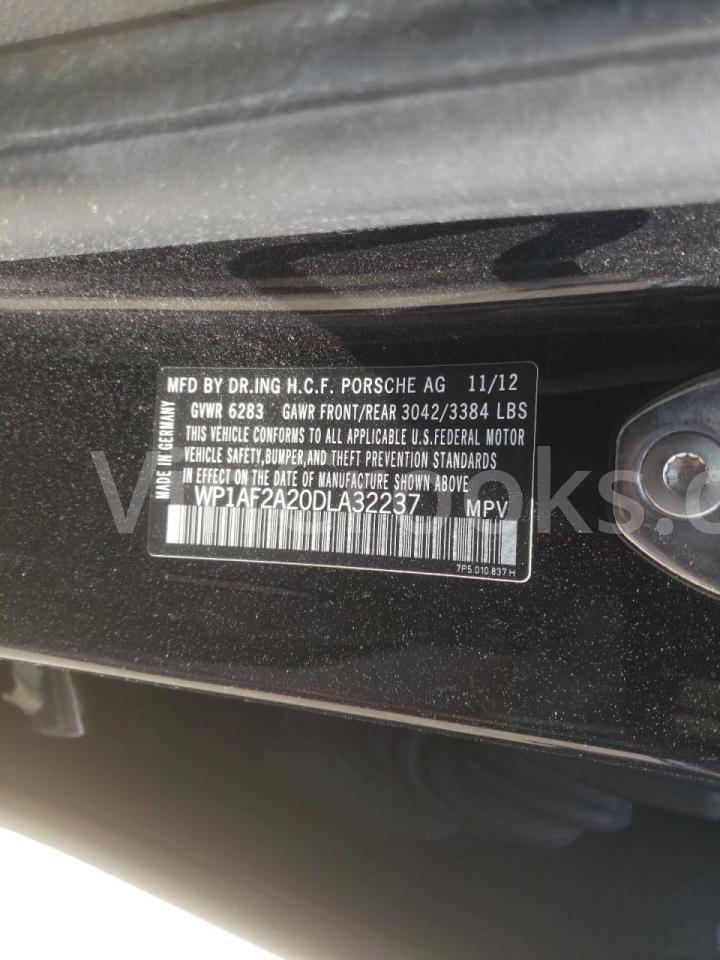 MFD BY DR.ING H.C.F. PORSCHE AG 11/12
GVWR 6283 GAWR FRONT/REAR 3042/3384 LBS
THIS VEHICLE CONFORMS TO ALL APPLICABLE U.S.FEDERAL MOTOR
VEHICLE SAFETY,BUMPER,AND THEFT PREVENTION STANDARDS
IN EFFECT ON THE DATE OF MANUFACTURE SHOWN ABOVE
WP1AF2A20DLA32237 MPV
7P5 010 837 H
MADE IN GERMANY